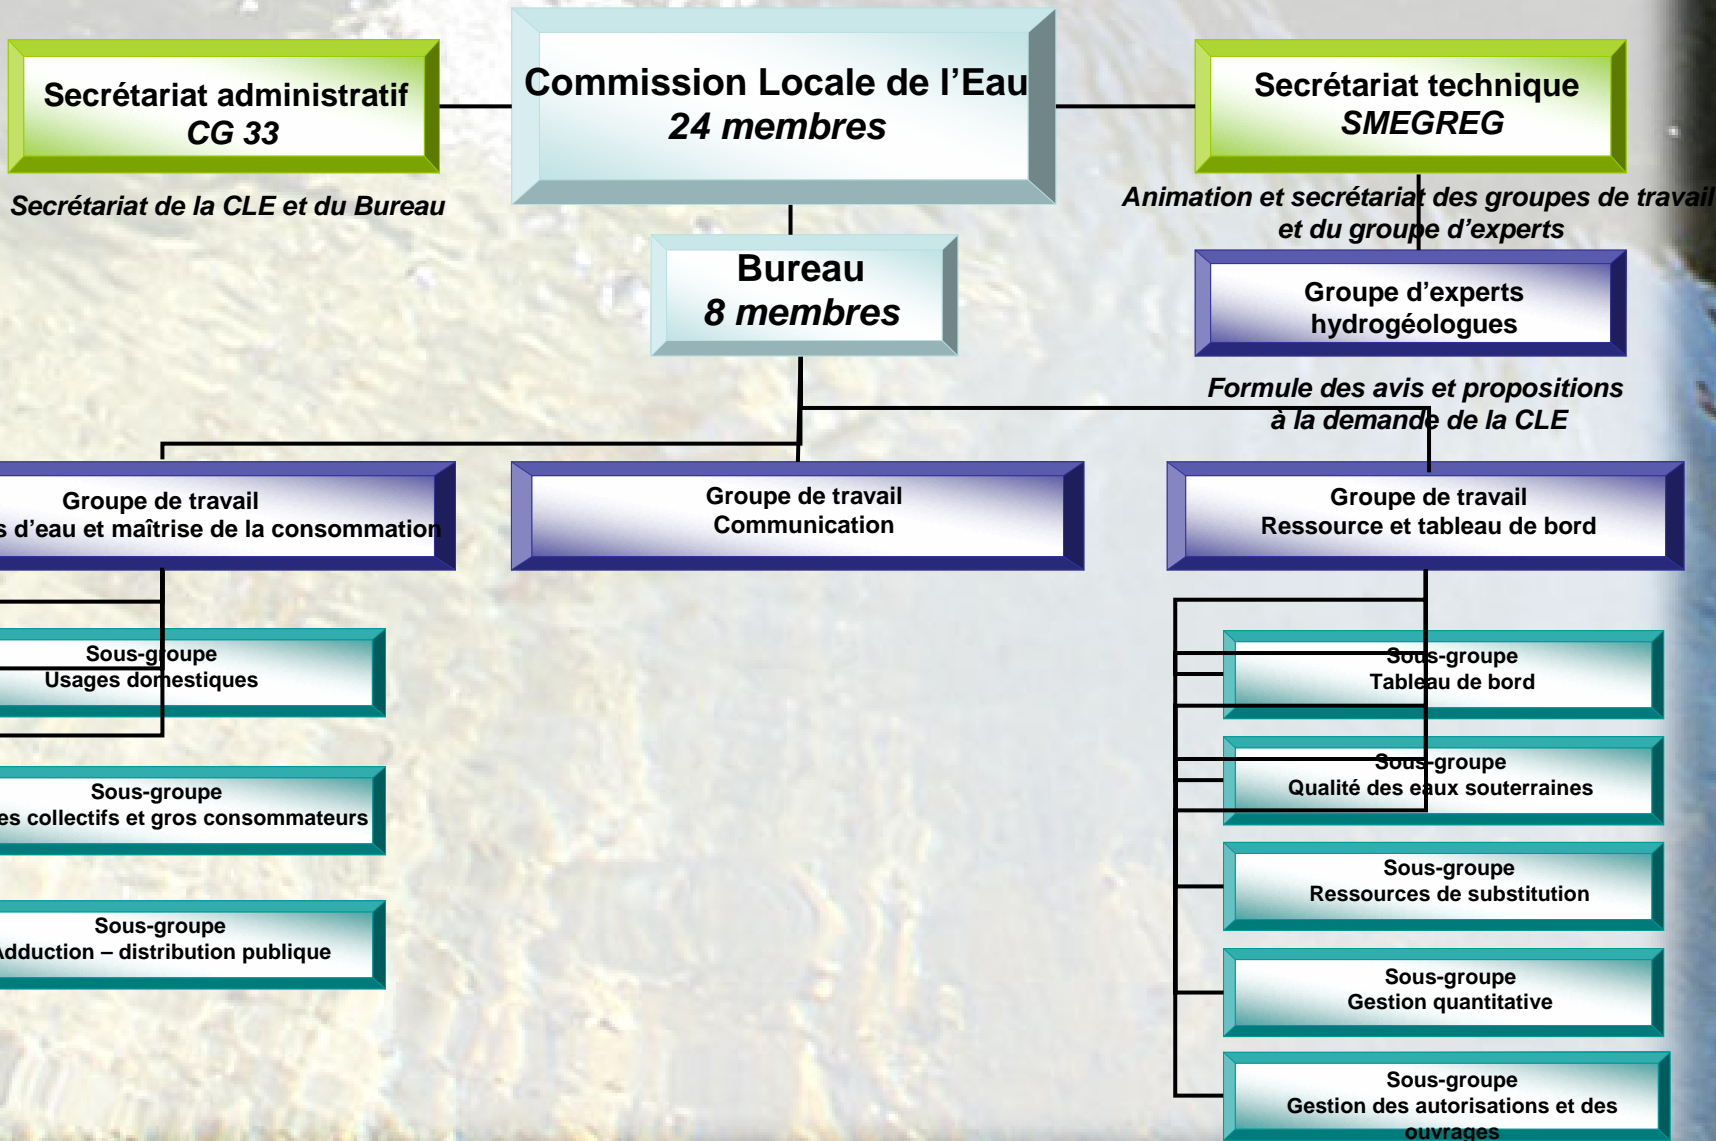 Secrétariat administratif
CG 33
Secrétariat de la CLE et du Bureau
Commission Locale de l’Eau
24 membres
Secrétariat technique
SMEGREG
Animation et secrétariat des groupes de travail
et du groupe d’experts
Bureau
8 membres
Groupe d’experts
hydrogéologues
Formule des avis et propositions
à la demande de la CLE
Groupe de travail
s d’eau et maîtrise de la consommation
Groupe de travail
Communication
Groupe de travail
Ressource et tableau de bord
Sous-groupe
Usages domestiques
Sous-groupe
es collectifs et gros consommateurs
Sous-groupe
Adduction – distribution publique
Sous-groupe
Tableau de bord
Sous-groupe
Qualité des eaux souterraines
Sous-groupe
Ressources de substitution
Sous-groupe
Gestion quantitative
Sous-groupe
Gestion des autorisations et des
ouvrages